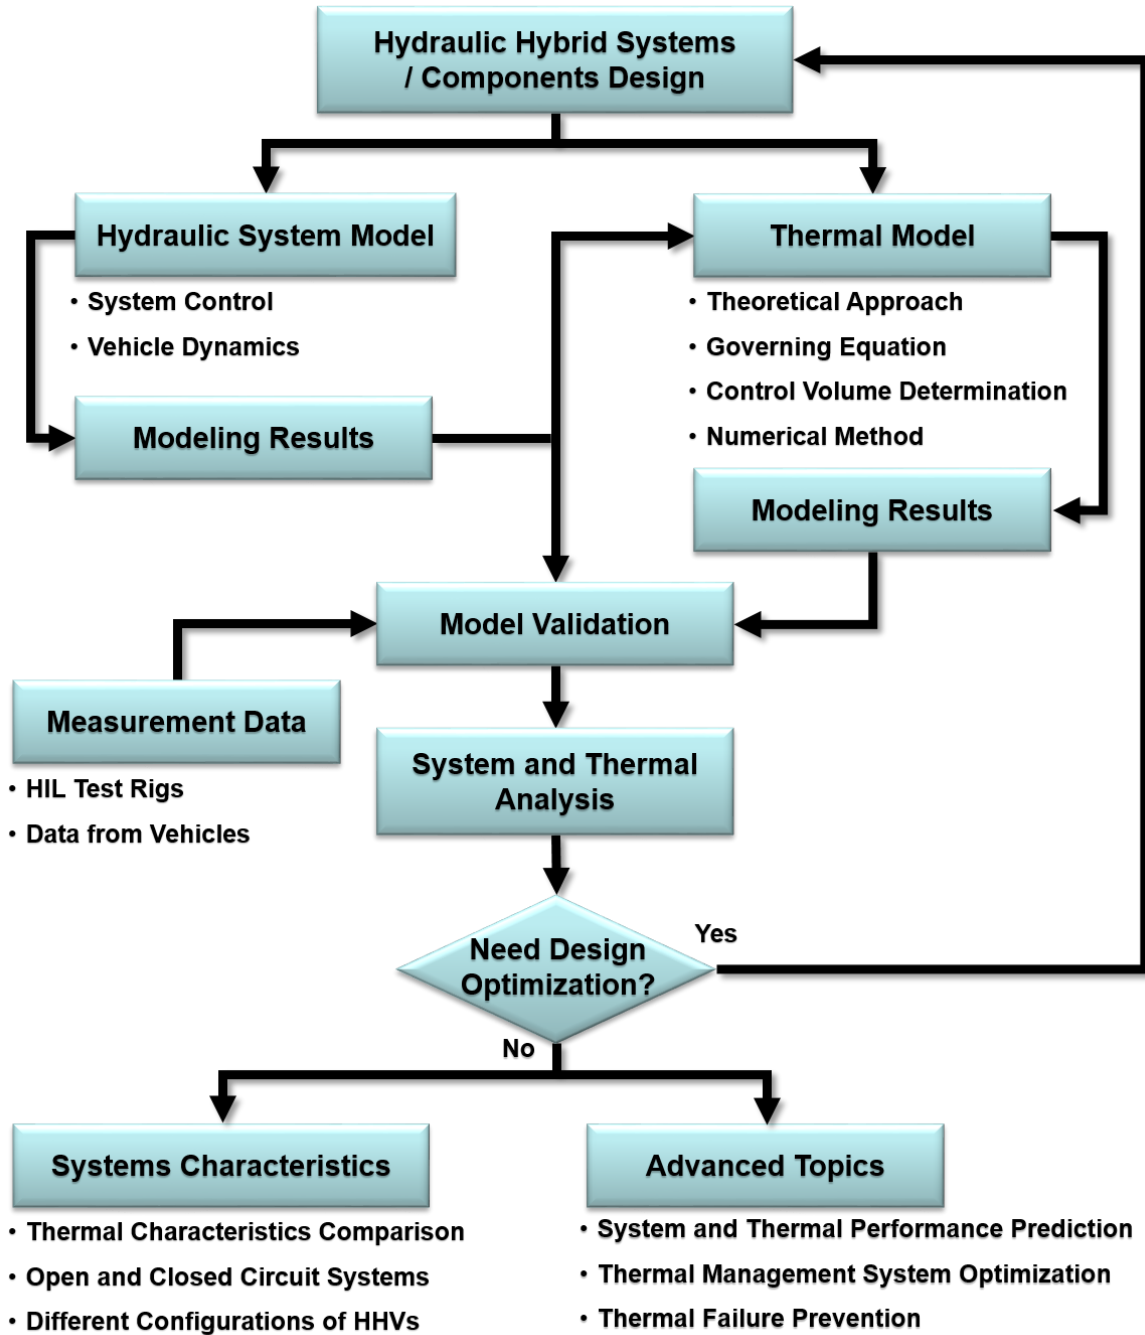 Hydraulic Hybrid Systems
/ Components Design
Hydraulic System Model
• System Control
• Vehicle Dynamics
Modeling Results
Thermal Model
• Theoretical Approach
• Governing Equation
• Control Volume Determination
• Numerical Method
Modeling Results
Model Validation
Measurement Data
• HIL Test Rigs
• Data from Vehicles
System and Thermal
Analysis
Need Design
Optimization?
Yes
No
Systems Characteristics
• Thermal Characteristics Comparison
• Open and Closed Circuit Systems
• Different Configurations of HHVs
Advanced Topics
• System and Thermal Performance Prediction
• Thermal Management System Optimization
• Thermal Failure Prevention